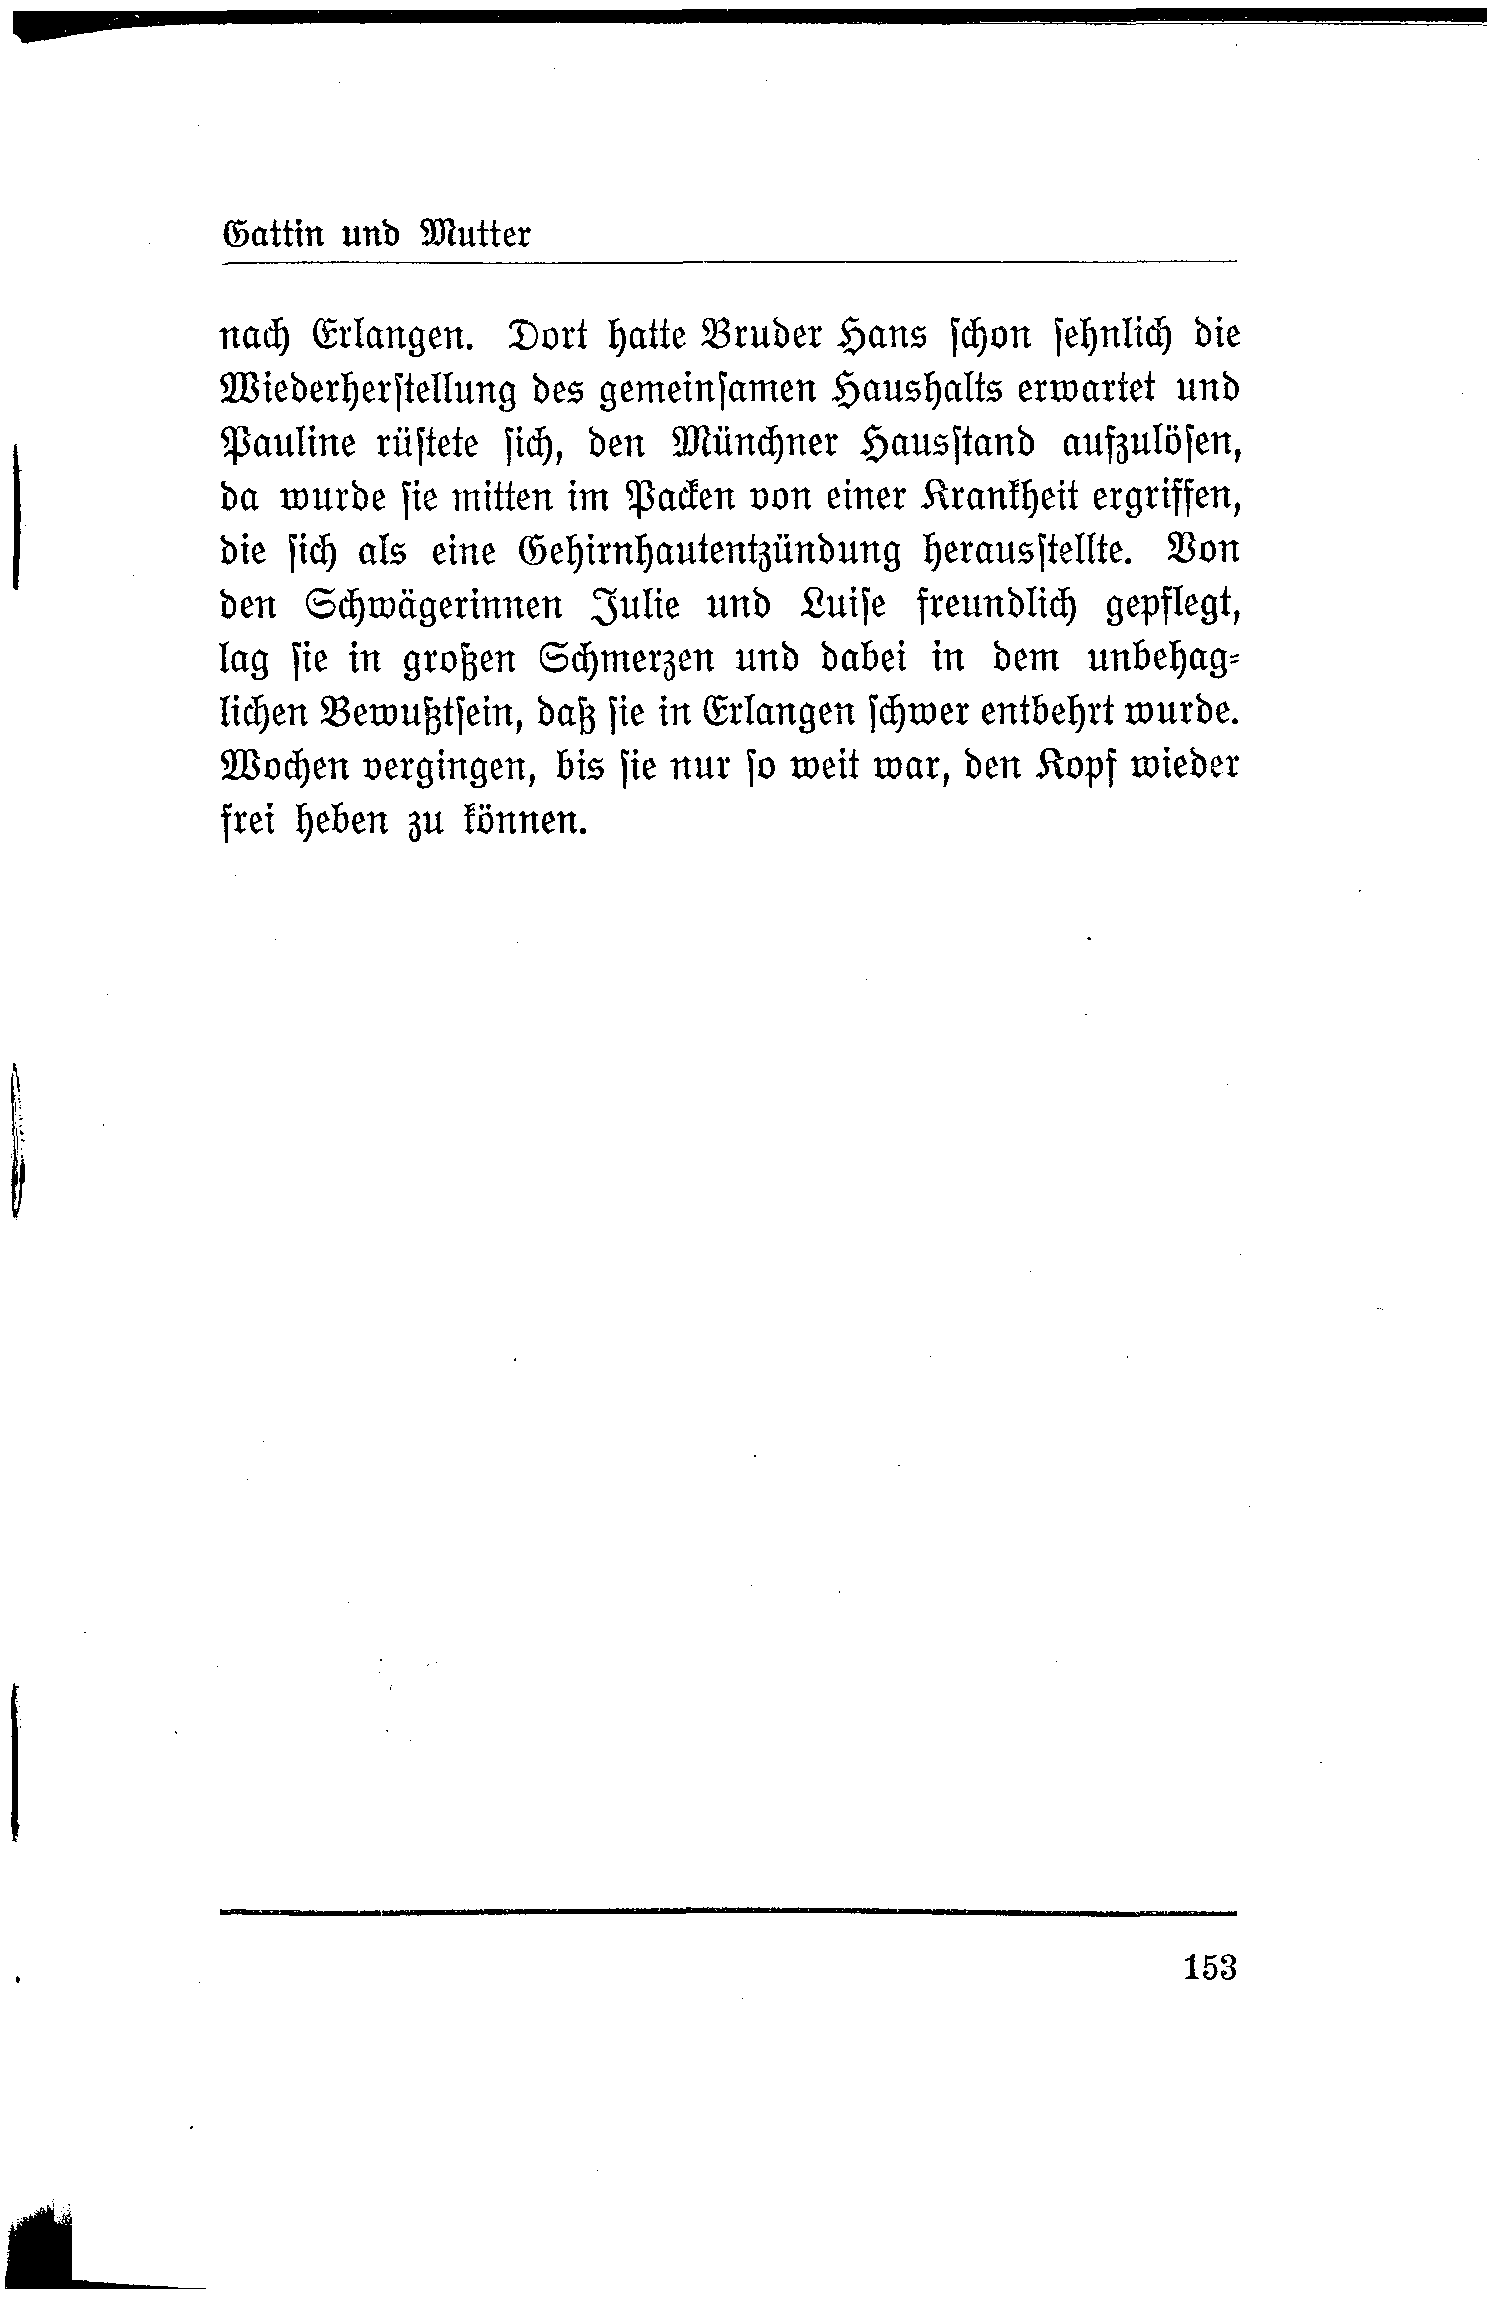 Gattin und Mutter
nach Erlangen. Dort hatte Bruder Hans schon sehnlich die
Wiederherstellung des gemeinsamen Haushalts erwartet und
Pauline rüstete sich, den Münchner Hausstand aufzulösen,
da wurde sie mitten im Packen von einer Krankheit ergriffen,
die sich als eine Gehirnhautentzündung herausstellte. Von
den Schwägerinnen Julie und Luise freundlich gepflegt,
lag sie in großen Schmerzen und dabei in dem unbehag-
lichen Bewußtsein, daß sie in Erlangen schwer entbehrt wurde.
Wochen vergingen, bis sie nur so weit war, den Kopf wieder
frei heben zu können.
153